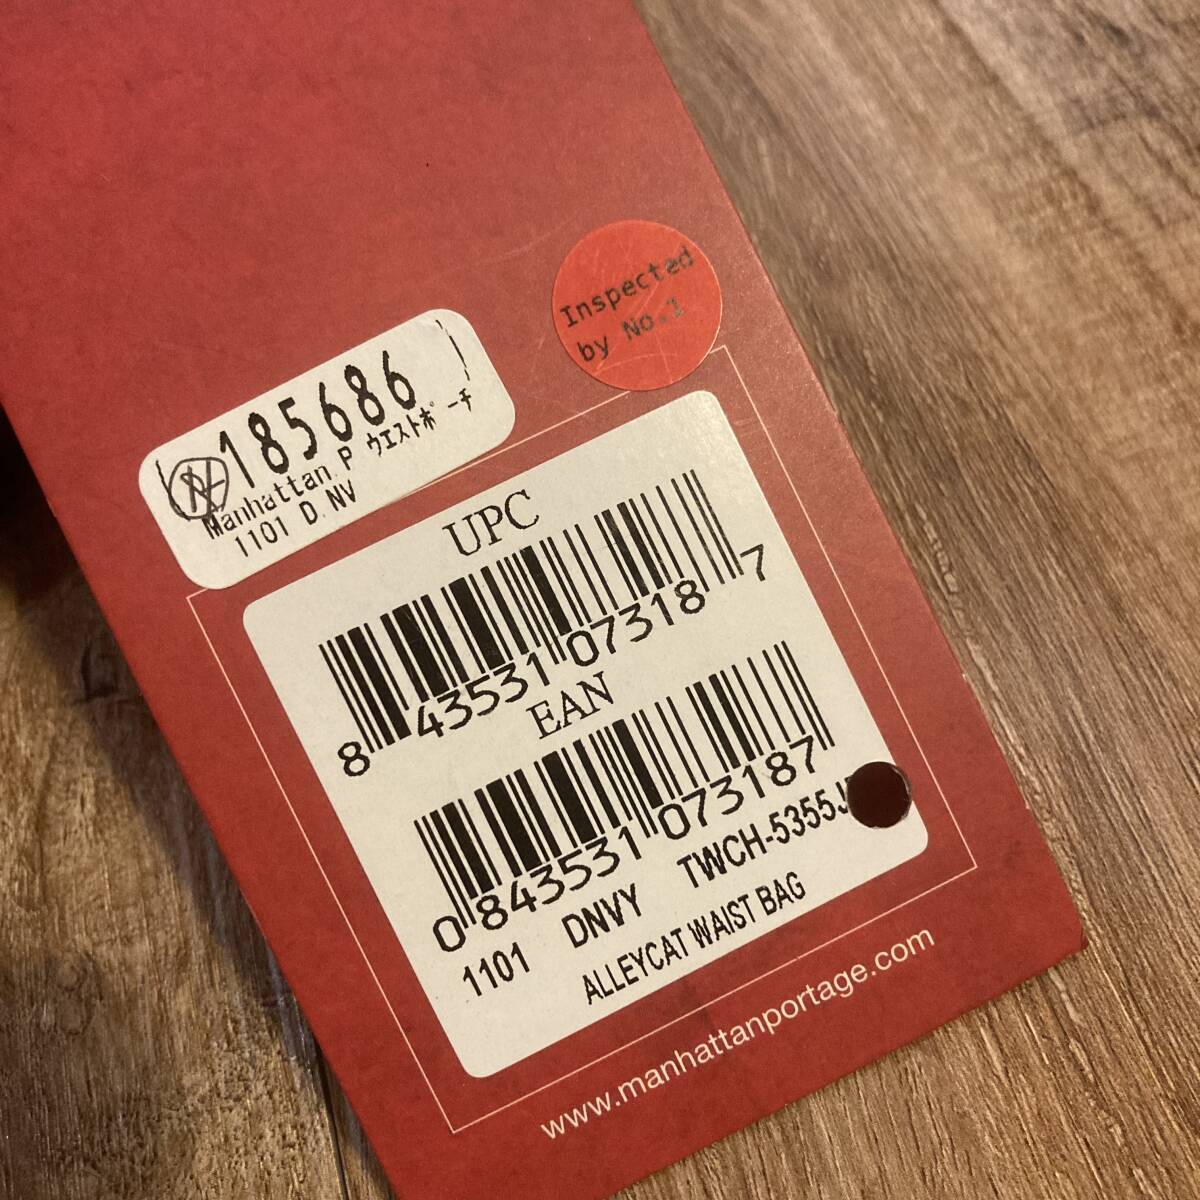 Inspected
by No.1
185686
Manhattan P ウエストポーチ
1101 D.NV
UPC
8 43531 07318 7
EAN
0 843531 073187
1101 DNVY TWCH-5355J
ALLEYCAT WAIST BAG
www.manhattanportage.com